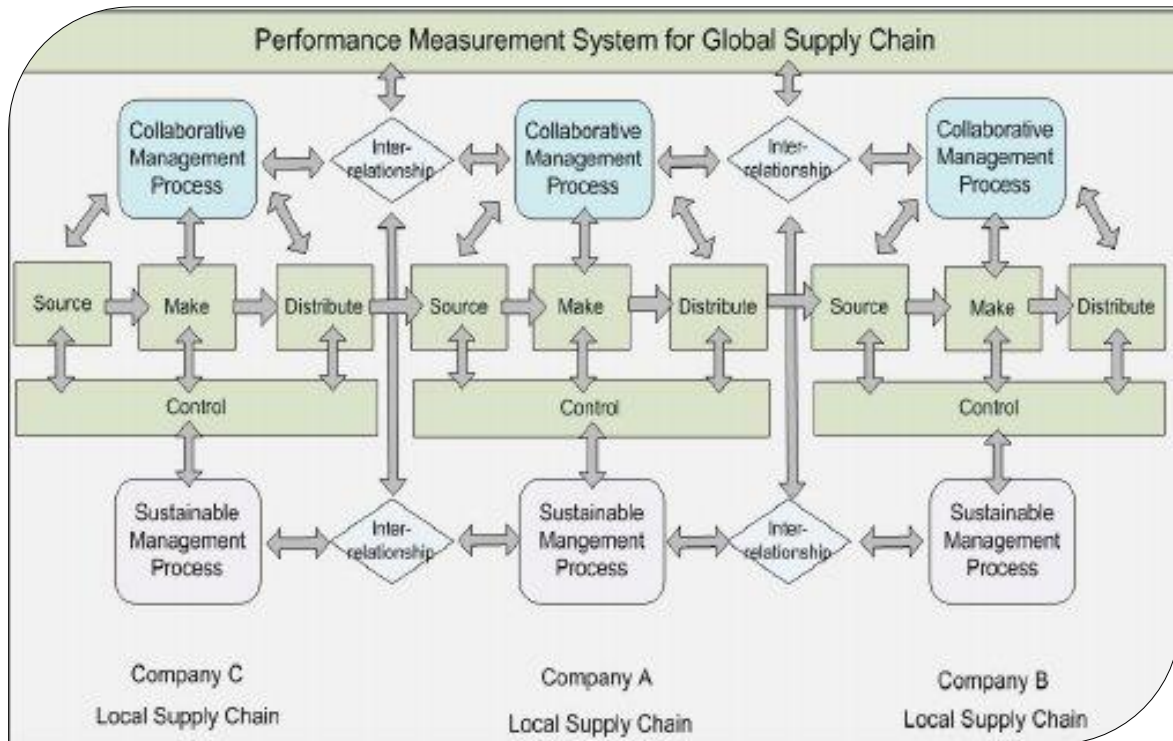 Performance Measurement System for Global Supply Chain
Collaborative
Management
Process
Inter-
relationship
Collaborative
Management
Process
Inter-
relationship
Collaborative
Management
Process
Source
Make
Distribute
Source
Make
Distribute
Source
Make
Distribute
Control
Control
Control
Sustainable
Management
Process
Inter-
relationship
Sustainable
Mangement
Process
Inter-
relationship
Sustainable
Management
Process
Company C
Local Supply Chain
Company A
Local Supply Chain
Company B
Local Supply Chain